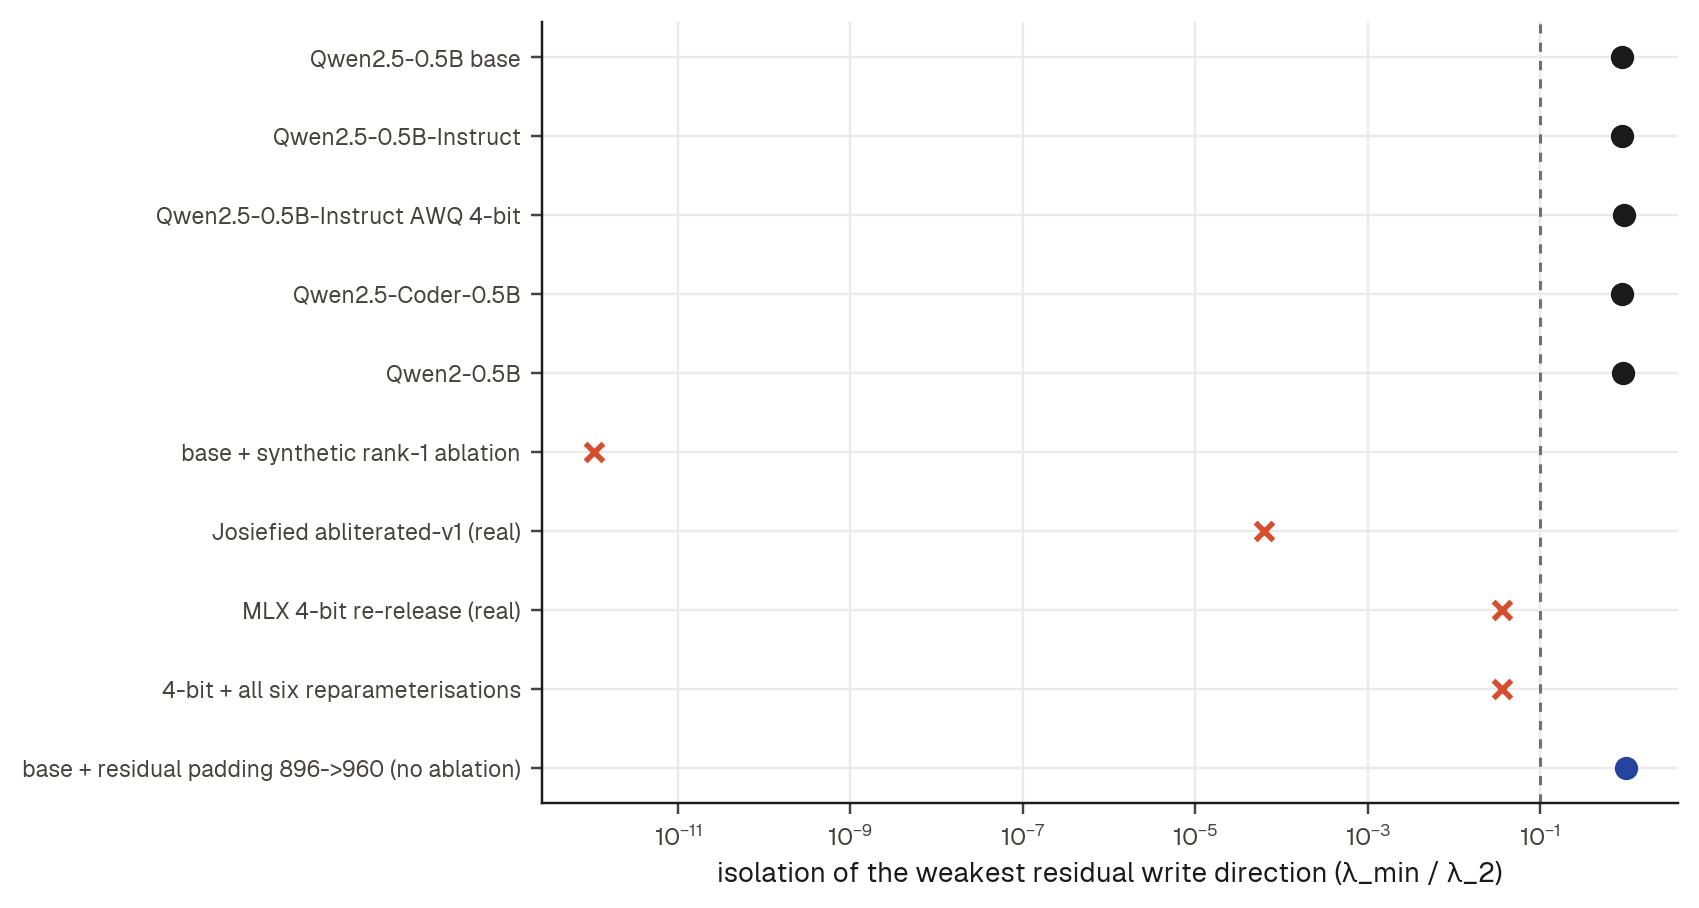 Qwen2.5-0.5B base
Qwen2.5-0.5B-Instruct
Qwen2.5-0.5B-Instruct AWQ 4-bit
Qwen2.5-Coder-0.5B
Qwen2-0.5B
base + synthetic rank-1 ablation
Josiefied abliterated-v1 (real)
MLX 4-bit re-release (real)
4-bit + all six reparameterisations
base + residual padding 896->960 (no ablation)
10⁻¹¹ 10⁻⁹ 10⁻⁷ 10⁻⁵ 10⁻³ 10⁻¹
isolation of the weakest residual write direction (λ_min / λ_2)